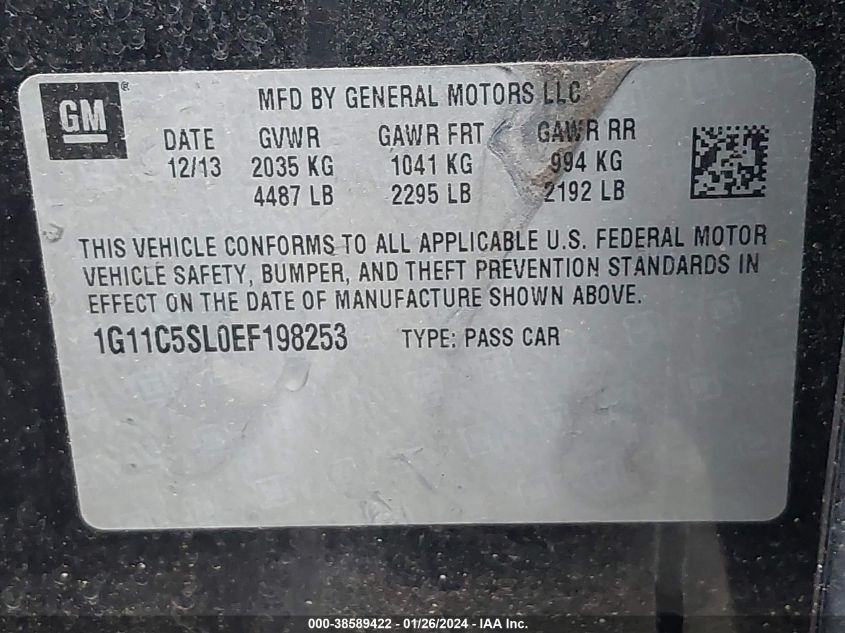 GM®
MFD BY GENERAL MOTORS LLC
DATE GVWR GAWR FRT GAWR RR
12/13 2035 KG 1041 KG 994 KG
4487 LB 2295 LB 2192 LB
THIS VEHICLE CONFORMS TO ALL APPLICABLE U.S. FEDERAL MOTOR
VEHICLE SAFETY, BUMPER, AND THEFT PREVENTION STANDARDS IN
EFFECT ON THE DATE OF MANUFACTURE SHOWN ABOVE.
1G11C5SL0EF198253 TYPE: PASS CAR
000-38589422 - 01/26/2024 - IAA Inc.